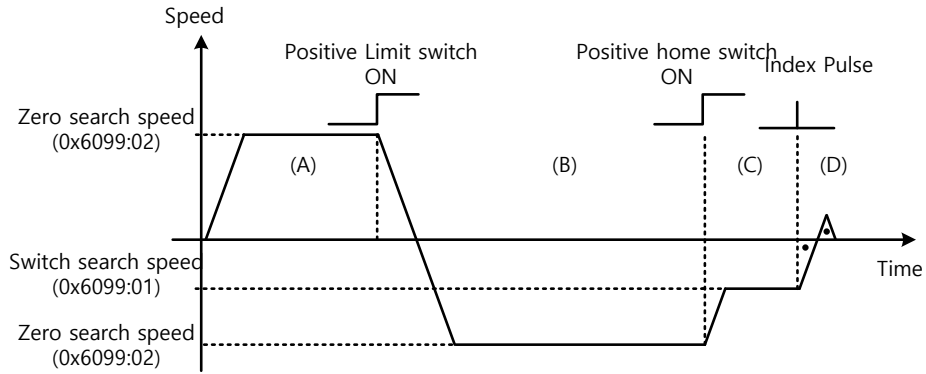 Speed
Positive Limit switch
ON
Positive home switch
ON
Index Pulse
Zero search speed
(0x6099:02)
(A)
(B)
(C)
(D)
Switch search speed
(0x6099:01)
Time
Zero search speed
(0x6099:02)